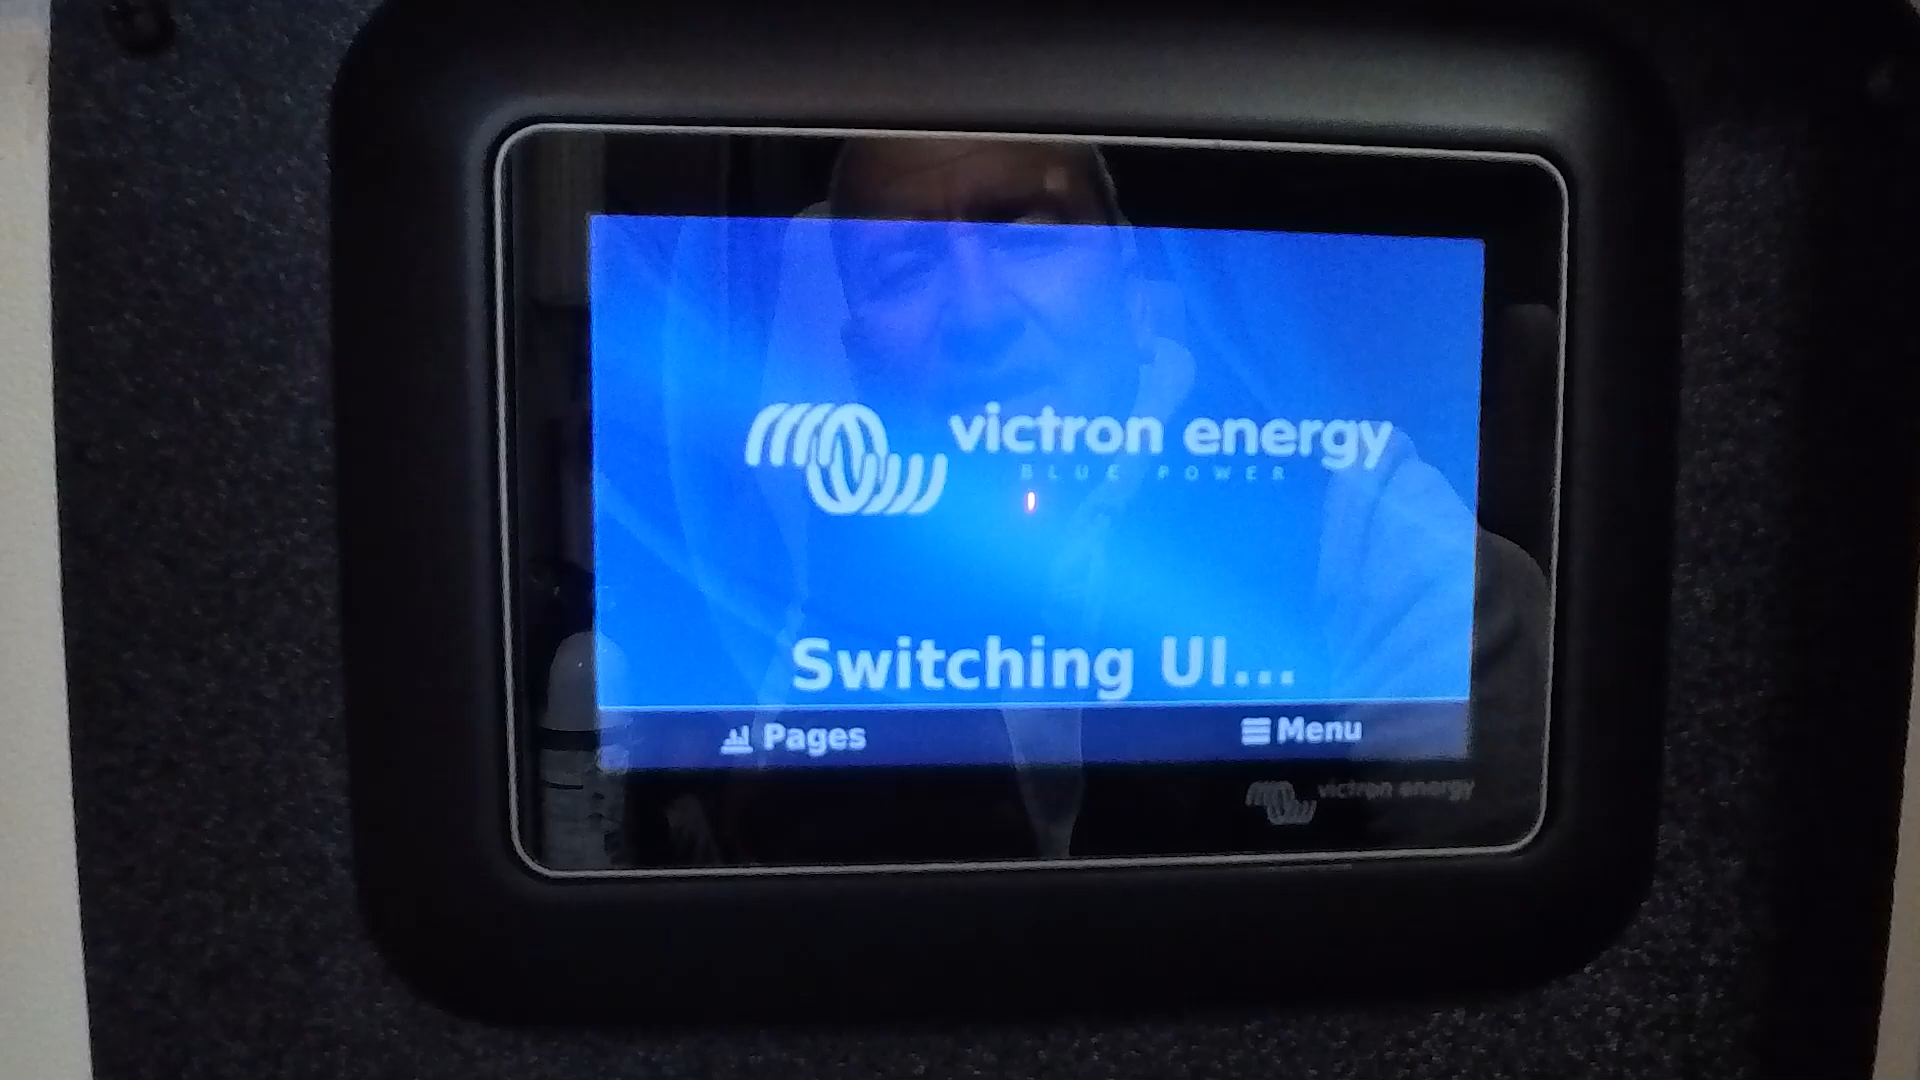 victron energy
BLUE POWER
Switching UI...
Pages
Menu
victron energy